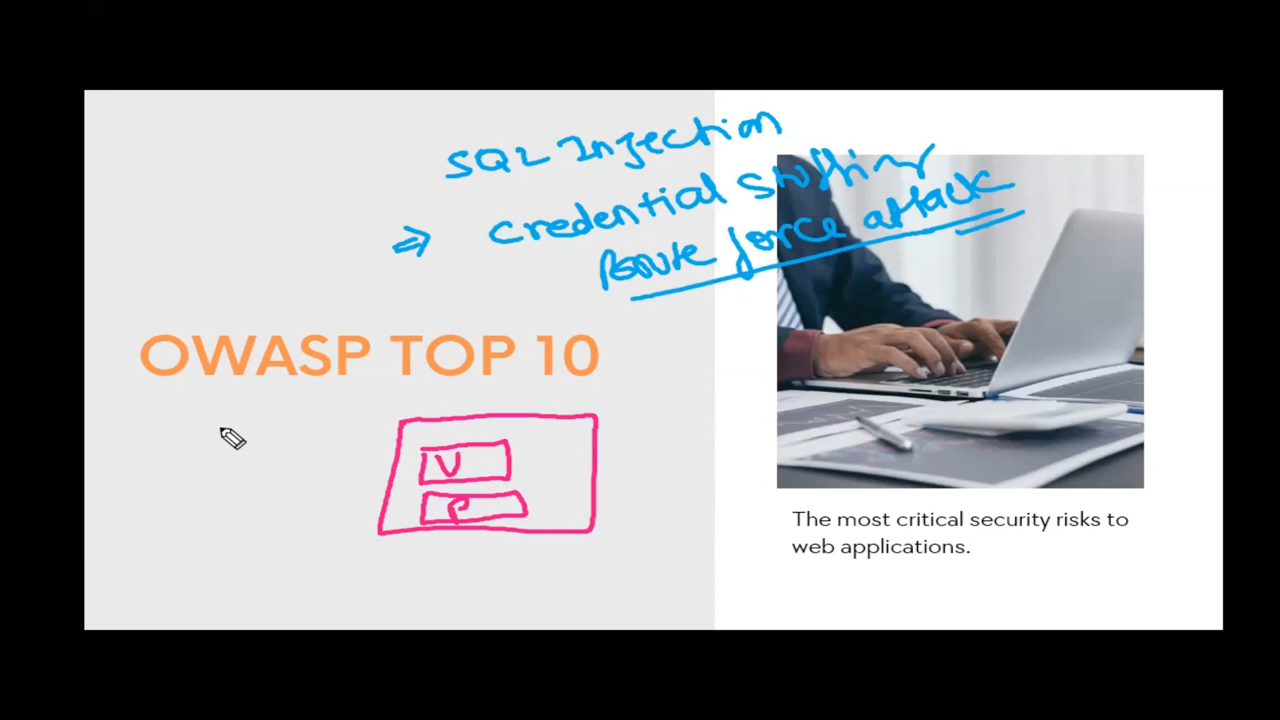 SQL Injection
⇒ Credential Stuffing
Brute force attack
OWASP TOP 10
U
P
The most critical security risks to
web applications.